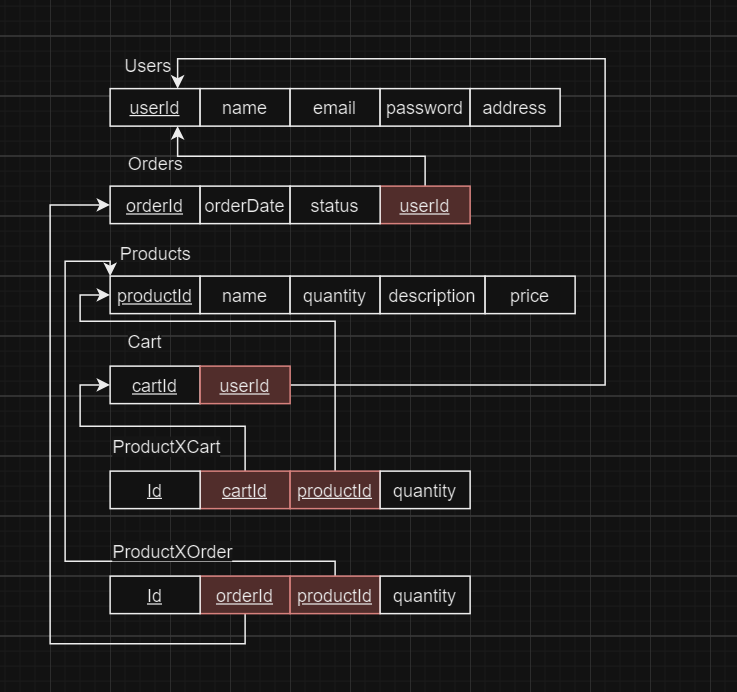 Users
userId name email password address
Orders
orderId orderDate status userId
Products
productId name quantity description price
Cart
cartId userId
ProductXCart
Id cartId productId quantity
ProductXOrder
Id orderId productId quantity